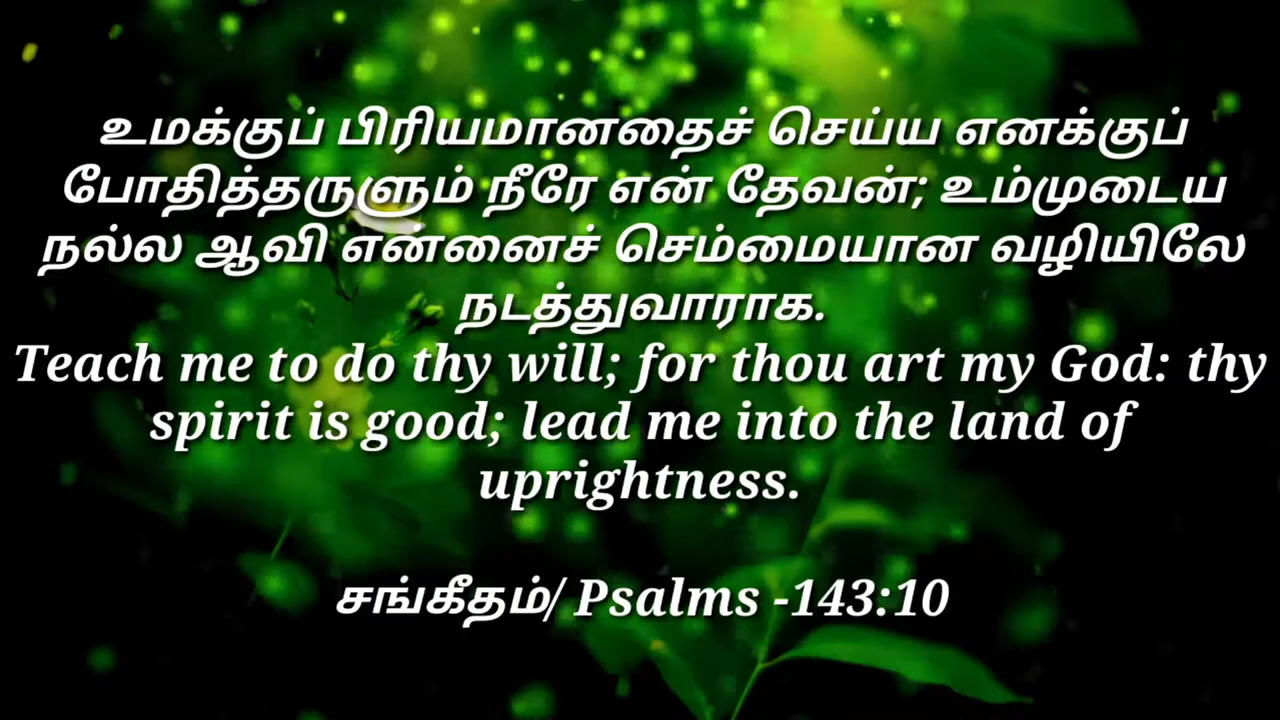 உமக்குப் பிரியமானதைச் செய்ய எனக்குப்
போதித்தருளும் நீரே என் தேவன்; உம்முடைய
நல்ல ஆவி என்னைச் செம்மையான வழியிலே
நடத்துவாராக.
Teach me to do thy will; for thou art my God: thy
spirit is good; lead me into the land of
uprightness.
சங்கீதம்/ Psalms -143:10